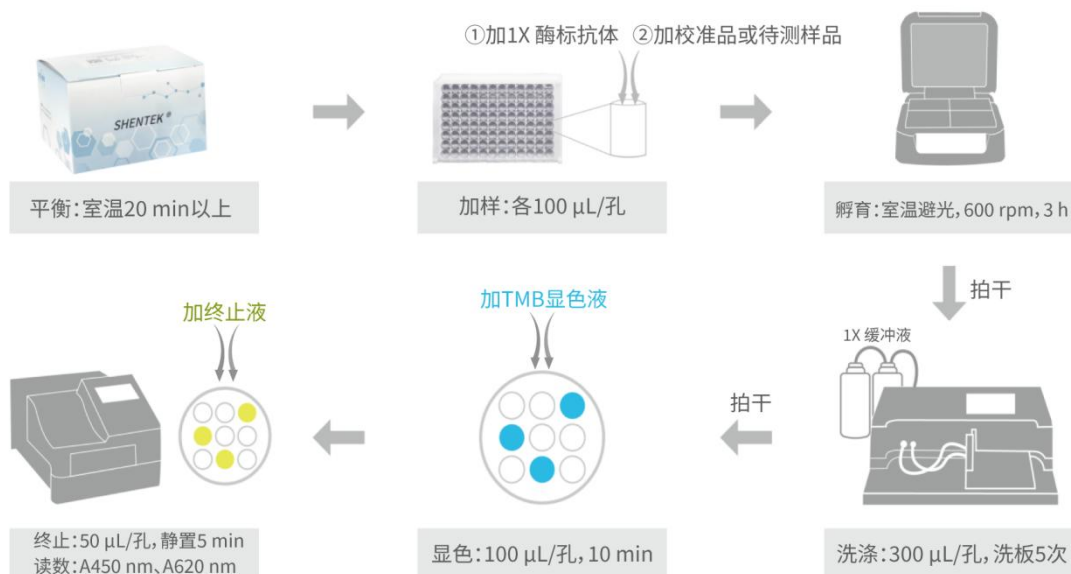 ①加1X 酶标抗体 ②加校准品或待测样品
SHENTEK®
平衡:室温20 min以上
加样:各100 μL/孔
孵育:室温避光,600 rpm,3 h
拍干
加终止液
加TMB显色液
1X 缓冲液
拍干
终止:50 μL/孔,静置5 min
读数:A450 nm、A620 nm
显色:100 μL/孔,10 min
洗涤:300 μL/孔,洗板5次